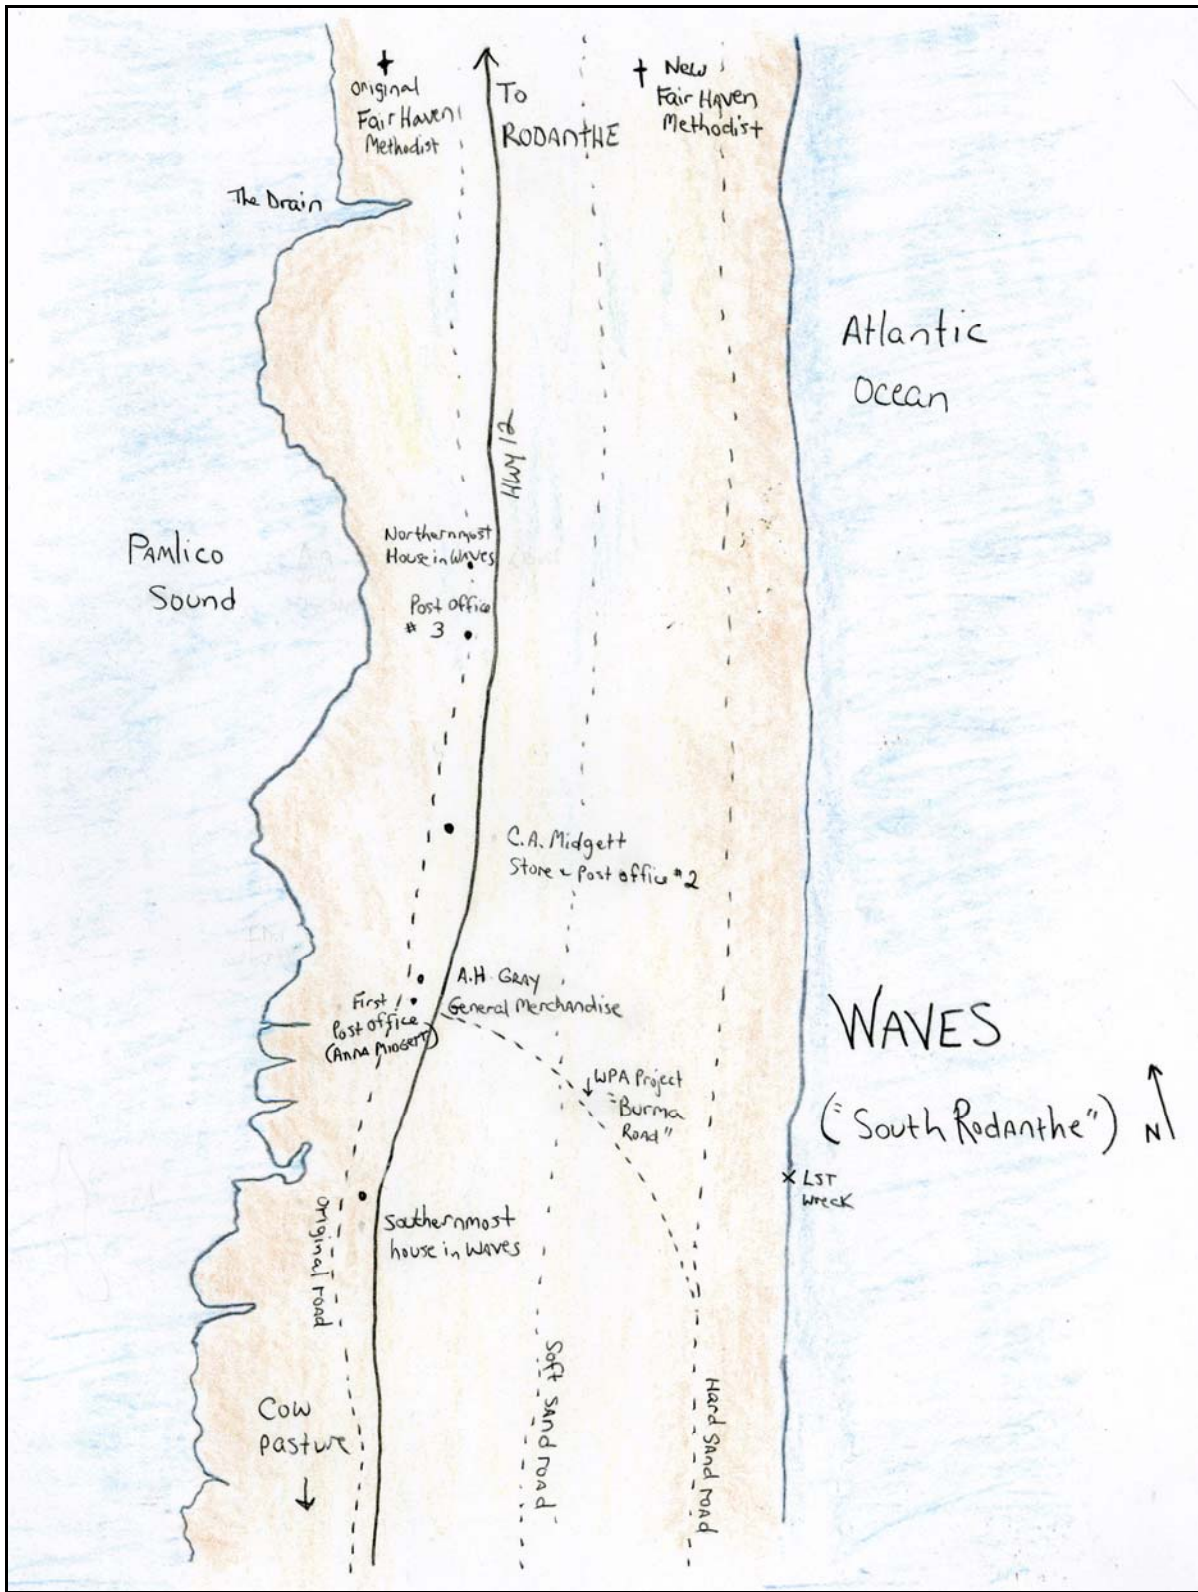 Original
Fair Haven
Methodist
To
RODANTHE
New
Fair Haven
Methodist
The Drain
Atlantic
Ocean
HWY 12
Pamlico
Sound
Northernmost
House in Waves
Post Office
# 3
C.A. Midgett
Store & Post office #2
A.H. GRAY
General Merchandise
First
Post Office
(Anna Midgett)
WAVES
("South Rodanthe")
N
WPA Project
"Burma
Road"
LST
Wreck
Southernmost
house in Waves
Original road
Soft Sand road
Hard Sand road
Cow
pasture